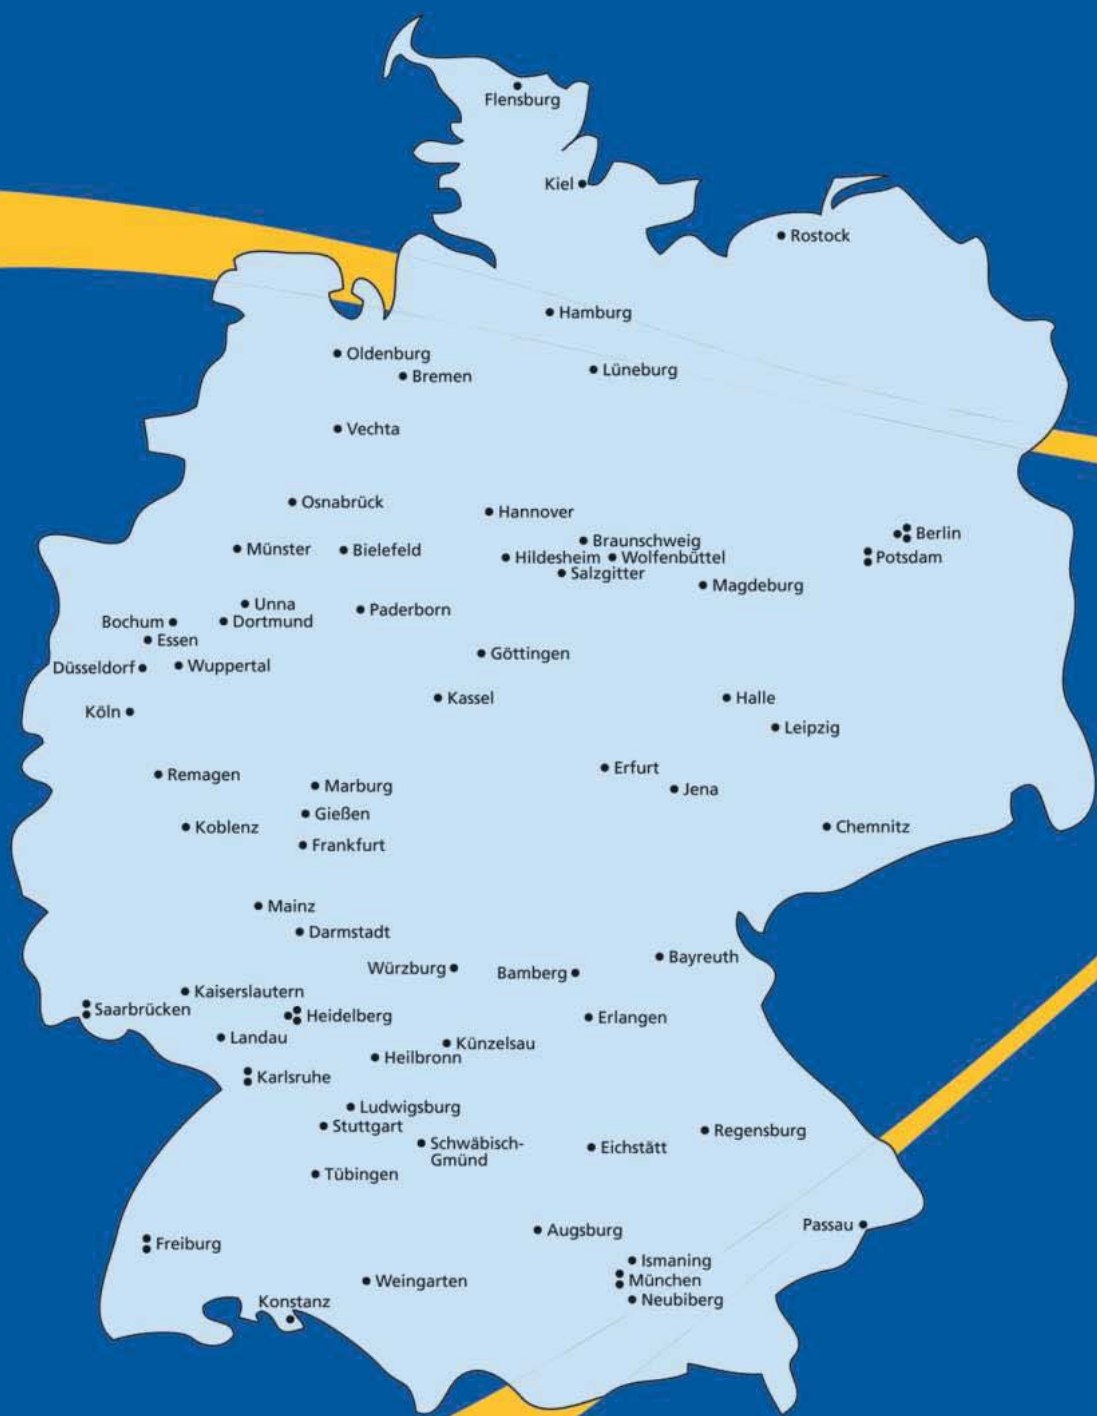 Flensburg
Kiel
Rostock
Hamburg
Oldenburg
Lüneburg
Bremen
Vechta
Osnabrück
Hannover
Berlin
Braunschweig
Münster
Bielefeld
Hildesheim
Wolfenbüttel
Potsdam
Salzgitter
Magdeburg
Unna
Paderborn
Bochum
Dortmund
Essen
Göttingen
Düsseldorf
Wuppertal
Kassel
Halle
Köln
Leipzig
Erfurt
Remagen
Marburg
Jena
Gießen
Koblenz
Chemnitz
Frankfurt
Mainz
Darmstadt
Bayreuth
Würzburg
Bamberg
Kaiserslautern
Saarbrücken
Heidelberg
Erlangen
Landau
Künzelsau
Heilbronn
Karlsruhe
Ludwigsburg
Stuttgart
Regensburg
Schwäbisch-
Gmünd
Eichstätt
Tübingen
Passau
Augsburg
Freiburg
Ismaning
Weingarten
München
Konstanz
Neubiberg